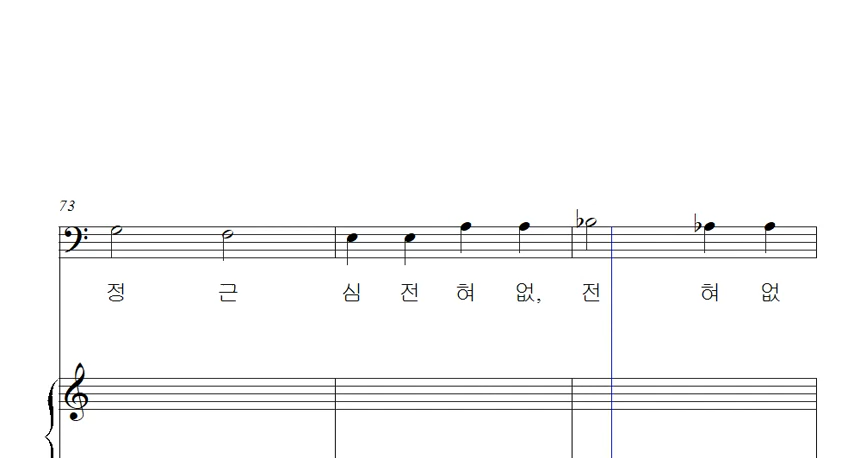 73
정 근 심 전 혀 없, 전 혀 없